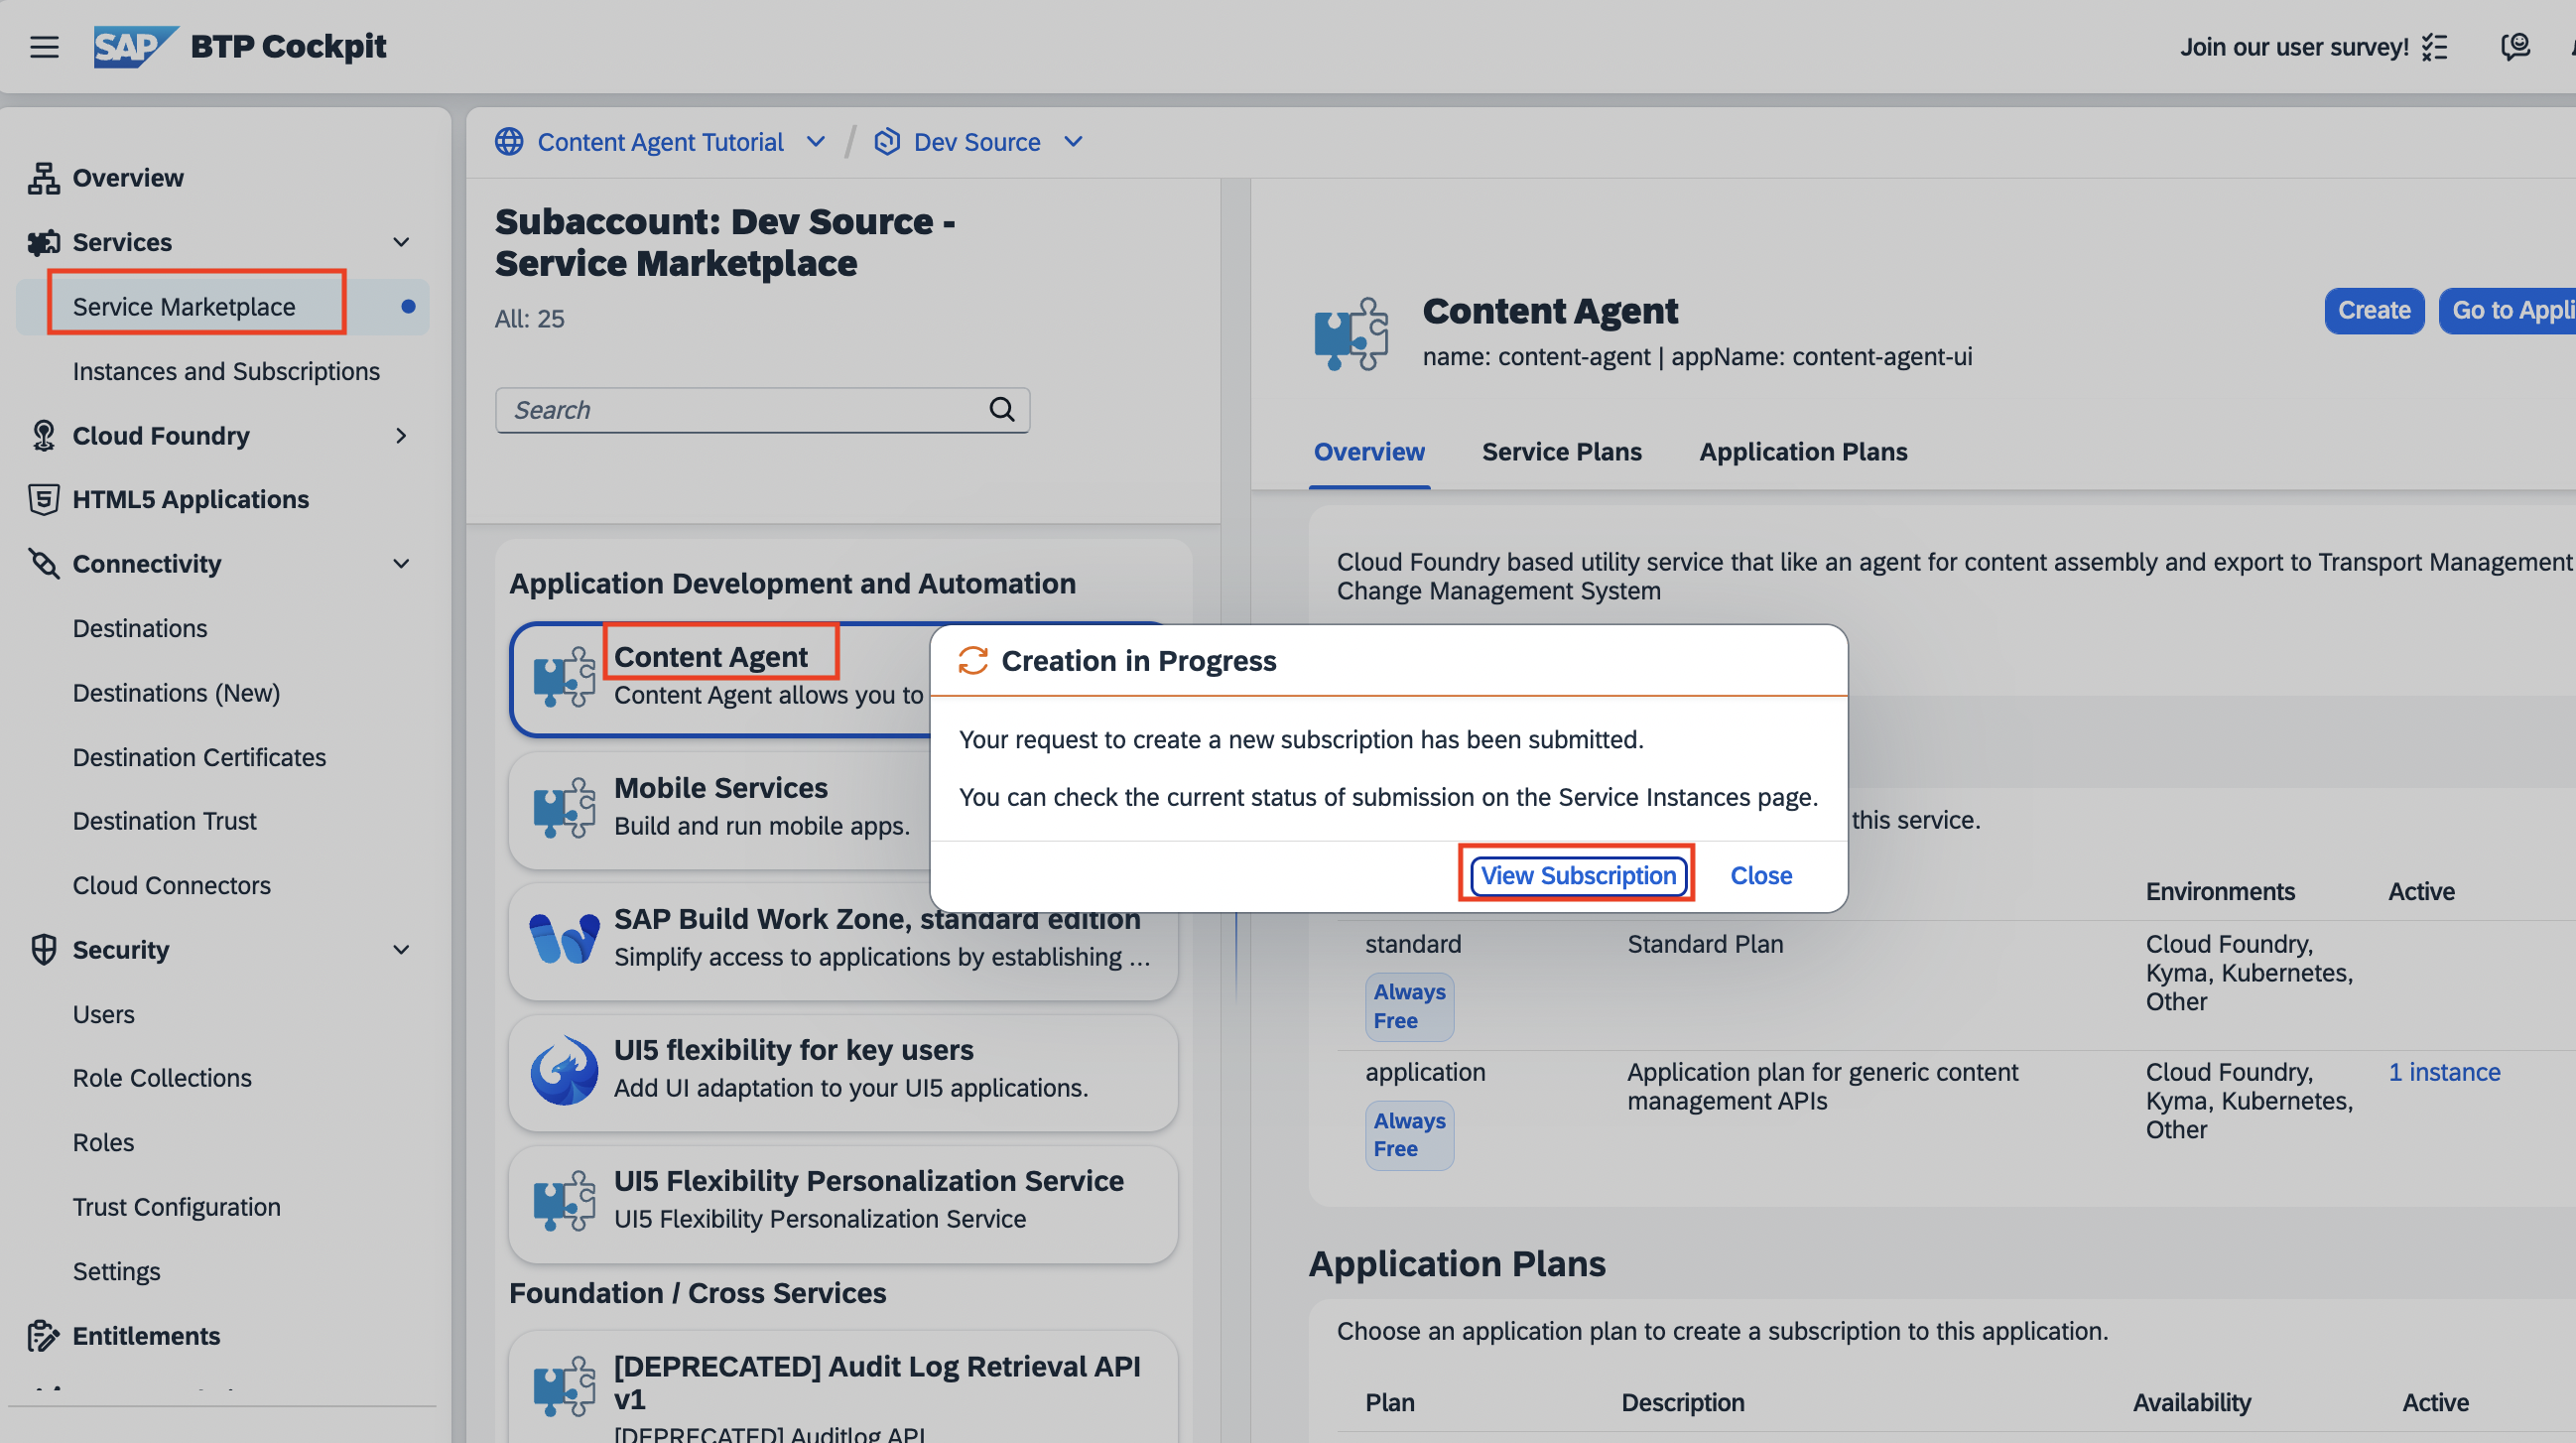 SAP BTP Cockpit
Join our user survey!
Overview
Services
Service Marketplace
Instances and Subscriptions
Cloud Foundry
HTML5 Applications
Connectivity
Destinations
Destinations (New)
Destination Certificates
Destination Trust
Cloud Connectors
Security
Users
Role Collections
Roles
Trust Configuration
Settings
Entitlements
Content Agent Tutorial / Dev Source
Subaccount: Dev Source -
Service Marketplace
All: 25
Search
Application Development and Automation
Content Agent
Content Agent allows you to
Mobile Services
Build and run mobile apps.
SAP Build Work Zone, standard edition
Simplify access to applications by establishing ...
UI5 flexibility for key users
Add UI adaptation to your UI5 applications.
UI5 Flexibility Personalization Service
UI5 Flexibility Personalization Service
Foundation / Cross Services
[DEPRECATED] Audit Log Retrieval API
v1
[DEPRECATED] Auditlog API
Content Agent
name: content-agent | appName: content-agent-ui
Create
Go to Appli
Overview
Service Plans
Application Plans
Cloud Foundry based utility service that like an agent for content assembly and export to Transport Management
Change Management System
Creation in Progress
Your request to create a new subscription has been submitted.
You can check the current status of submission on the Service Instances page.
View Subscription
Close
this service.
Environments
Active
standard
Always
Free
Standard Plan
Cloud Foundry,
Kyma, Kubernetes,
Other
application
Always
Free
Application plan for generic content
management APIs
Cloud Foundry,
Kyma, Kubernetes,
Other
1 instance
Application Plans
Choose an application plan to create a subscription to this application.
Plan
Description
Availability
Active